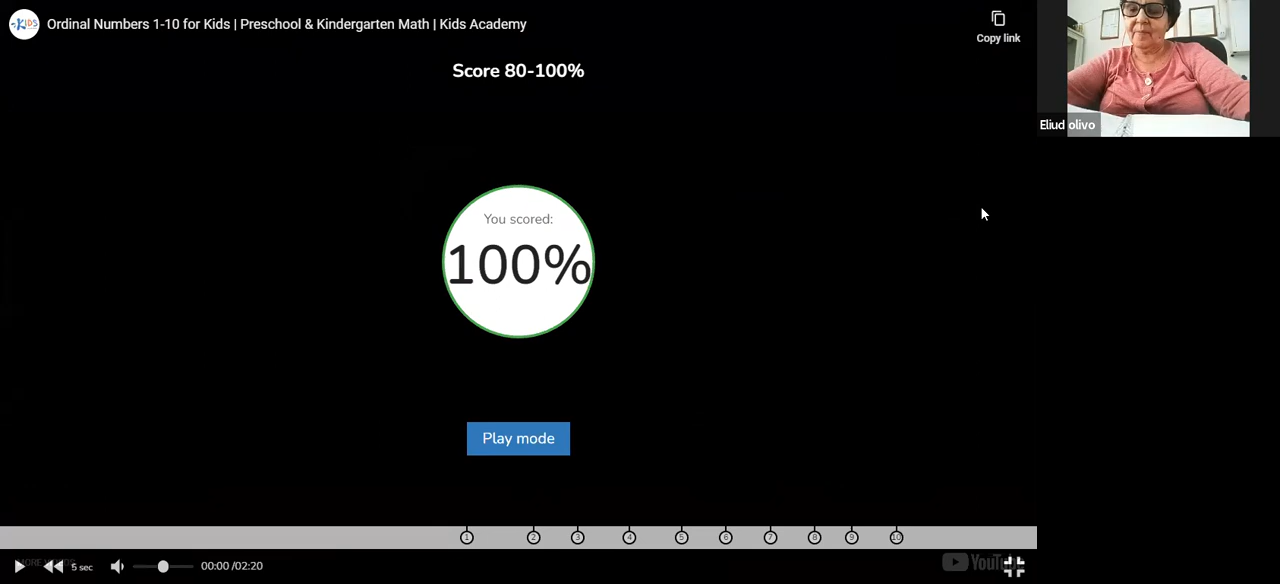 KIDS
Ordinal Numbers 1-10 for Kids | Preschool & Kindergarten Math | Kids Academy
Copy link
Score 80-100%
Eliud olivo
You scored:
100%
Play mode
1 2 3 4 5 6 7 8 9 10
5 sec
00:00 /02:20
YouTube